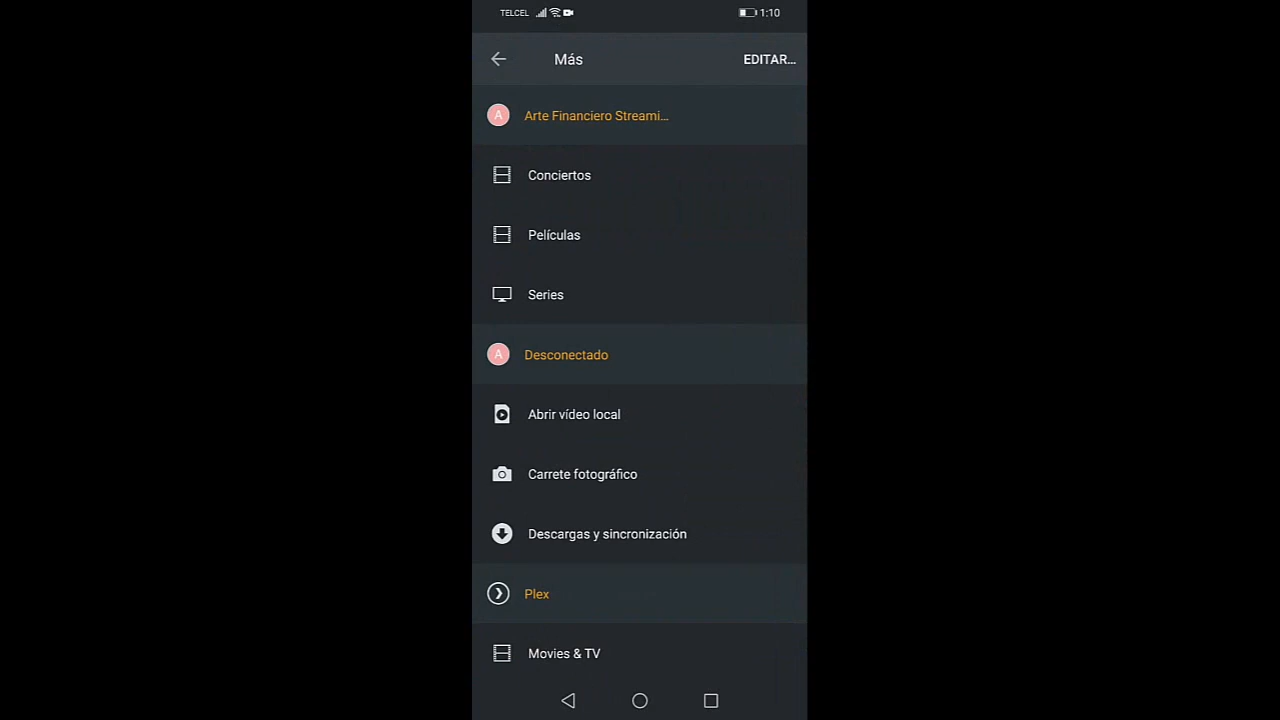 TELCEL 1:10
Más EDITAR...
A Arte Financiero Streami...
Conciertos
Películas
Series
A Desconectado
Abrir vídeo local
Carrete fotográfico
Descargas y sincronización
Plex
Movies & TV